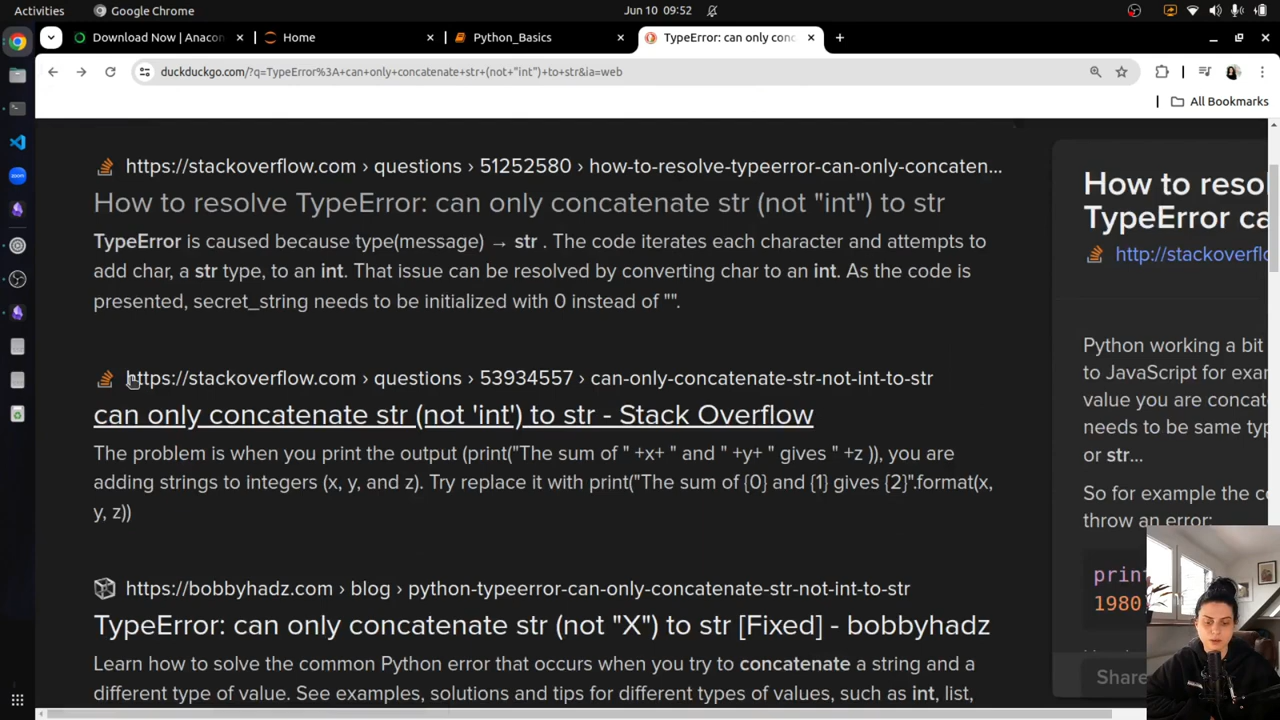 Activities
Google Chrome
Jun 10 09:52
Download Now | Anacon
Home
Python_Basics
TypeError: can only conc
duckduckgo.com/?q=TypeError%3A+can+only+concatenate+str+(not+"int")+to+str&ia=web
All Bookmarks
https://stackoverflow.com › questions › 51252580 › how-to-resolve-typeerror-can-only-concaten...
How to resolve TypeError: can only concatenate str (not "int") to str
TypeError is caused because type(message) → str . The code iterates each character and attempts to
add char, a str type, to an int. That issue can be resolved by converting char to an int. As the code is
presented, secret_string needs to be initialized with 0 instead of "".
https://stackoverflow.com › questions › 53934557 › can-only-concatenate-str-not-int-to-str
can only concatenate str (not 'int') to str - Stack Overflow
The problem is when you print the output (print("The sum of " +x+ " and " +y+ " gives " +z )), you are
adding strings to integers (x, y, and z). Try replace it with print("The sum of {0} and {1} gives {2}".format(x,
y, z))
https://bobbyhadz.com › blog › python-typeerror-can-only-concatenate-str-not-int-to-str
TypeError: can only concatenate str (not "X") to str [Fixed] - bobbyhadz
Learn how to solve the common Python error that occurs when you try to concatenate a string and a
different type of value. See examples, solutions and tips for different types of values, such as int, list,
How to reso
TypeError ca
http://stackoverflo
Python working a bit
to JavaScript for exam
value you are concat
needs to be same typ
or str...
So for example the c
throw an error:
prin
1980
Share
zoom